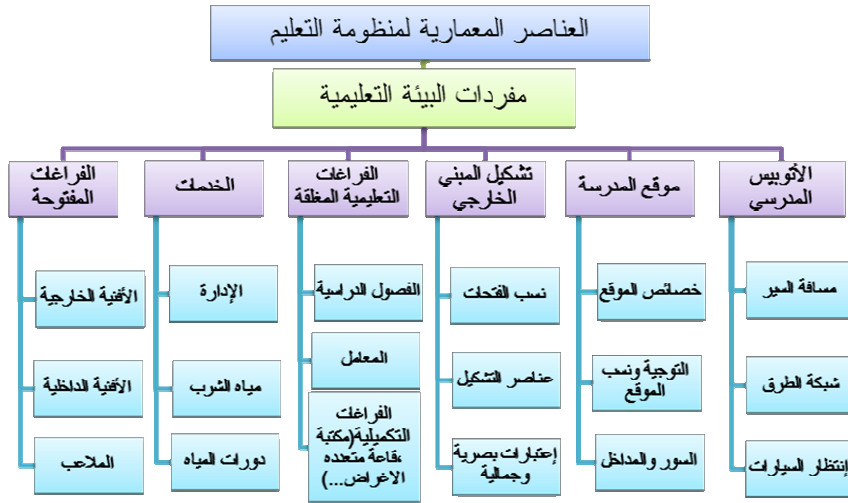 العناصر المعمارية لمنظومة التعليم
مفردات البيئة التعليمية
الأتوبيس
المدرسي
مسافة السير
شبكة الطرق
إنتظار السيارات
موقع المدرسة
خصائص الموقع
التوجية ونسب
الموقع
السور والمداخل
تشكيل المبني
الخارجي
نسب الفتحات
عناصر التشكيل
إعتبارات بصرية
وجمالية
الفراغات
التعليمية المغلقة
الفصول الدراسية
المعامل
الفراغات
التكميلية(مكتبة
،قاعة متعدده
الاغراض...)
الخدمات
الإدارة
مياه الشرب
دورات المياه
الفراغات
المفتوحة
الأفنية الخارجية
الأفنية الداخلية
الملاعب